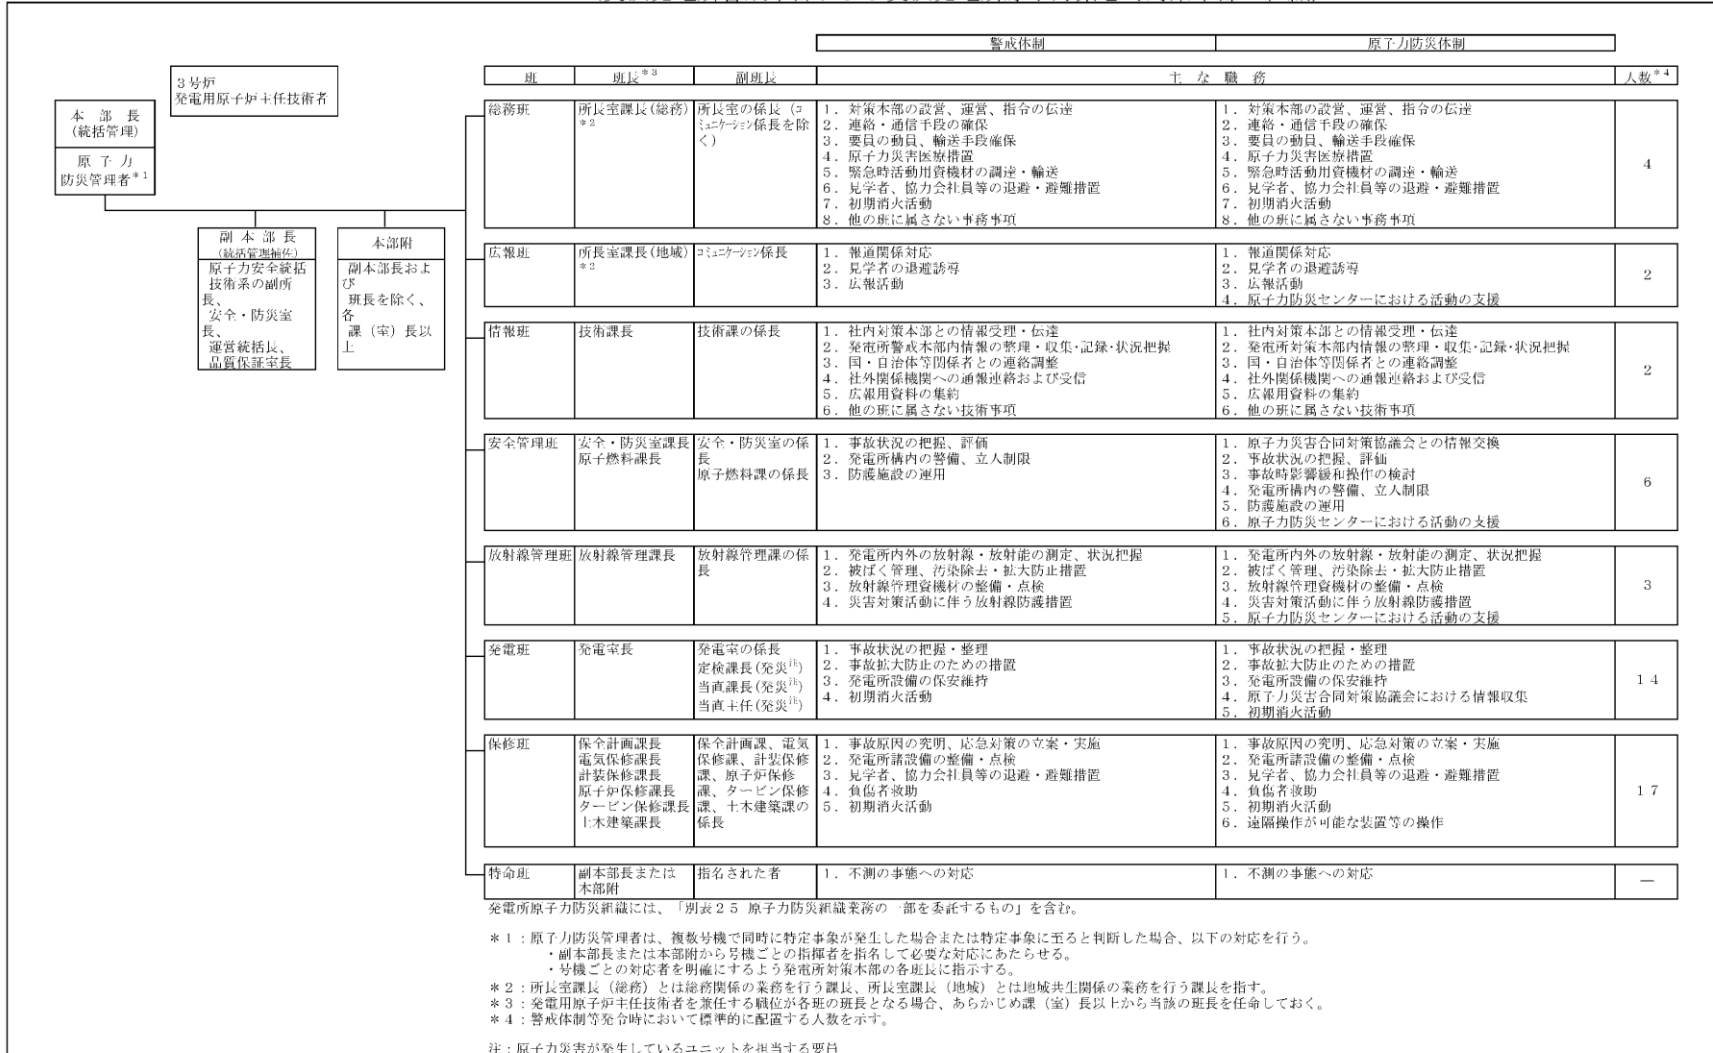 警戒体制 原子力防災体制
3号炉
発電用原子炉主任技術者
本部長
(統括管理)
原子力
防災管理者*1
副本部長
(統括管理補佐)
原子力安全統括
技術系の副所
長、
安全・防災室
長、
運営統括長、
品質保証室長
本部附
副本部長およ
び
班長を除く、
各
課(室)長以
上
班 班長*3 副班長 主な職務 人数*4
総務班
所長室課長(総務)
*2
所長室の係長(コ
ミュニケーション係長を除
く)
1.対策本部の設営、運営、指令の伝達
2.連絡・通信手段の確保
3.要員の動員、輸送手段確保
4.原子力災害医療措置
5.緊急時活動用資機材の調達・輸送
6.見学者、協力会社員等の退避・避難措置
7.初期消火活動
8.他の班に属さない事務事項
1.対策本部の設営、運営、指令の伝達
2.連絡・通信手段の確保
3.要員の動員、輸送手段確保
4.原子力災害医療措置
5.緊急時活動用資機材の調達・輸送
6.見学者、協力会社員等の退避・避難措置
7.初期消火活動
8.他の班に属さない事務事項
4
広報班
所長室課長(地域)
*2
コミュニケーション係長
1.報道関係対応
2.見学者の退避誘導
3.広報活動
1.報道関係対応
2.見学者の退避誘導
3.広報活動
4.原子力防災センターにおける活動の支援
2
情報班
技術課長
技術課の係長
1.社内対策本部との情報受理・伝達
2.発電所警戒本部内情報の整理・収集・記録・状況把握
3.国・自治体等関係者との連絡調整
4.社外関係機関への通報連絡および受信
5.広報用資料の集約
6.他の班に属さない技術事項
1.社内対策本部との情報受理・伝達
2.発電所対策本部内情報の整理・収集・記録・状況把握
3.国・自治体等関係者との連絡調整
4.社外関係機関への通報連絡および受信
5.広報用資料の集約
6.他の班に属さない技術事項
2
安全管理班
安全・防災室課長
原子燃料課長
安全・防災室の係
長
原子燃料課の係長
1.事故状況の把握、評価
2.発電所構内の警備、立入制限
3.防護施設の運用
1.原子力災害合同対策協議会との情報交換
2.事故状況の把握、評価
3.事故時影響緩和操作の検討
4.発電所構内の警備、立入制限
5.防護施設の運用
6.原子力防災センターにおける活動の支援
6
放射線管理班
放射線管理課長
放射線管理課の係
長
1.発電所内外の放射線・放射能の測定、状況把握
2.被ばく管理、汚染除去・拡大防止措置
3.放射線管理資機材の整備・点検
4.災害対策活動に伴う放射線防護措置
1.発電所内外の放射線・放射能の測定、状況把握
2.被ばく管理、汚染除去・拡大防止措置
3.放射線管理資機材の整備・点検
4.災害対策活動に伴う放射線防護措置
5.原子力防災センターにおける活動の支援
3
発電班
発電室長
発電室の係長
定検課長(発災注)
当直課長(発災注)
当直主任(発災注)
1.事故状況の把握・整理
2.事故拡大防止のための措置
3.発電所設備の保安維持
4.初期消火活動
1.事故状況の把握・整理
2.事故拡大防止のための措置
3.発電所設備の保安維持
4.原子力災害合同対策協議会における情報収集
5.初期消火活動
14
保修班
保全計画課長
電気保修課長
計装保修課長
原子炉保修課長
タービン保修課長
土木建築課長
保全計画課、電気
保修課、計装保修
課、原子炉保修
課、タービン保修
課、土木建築課の
係長
1.事故原因の究明、応急対策の立案・実施
2.発電所諸設備の整備・点検
3.見学者、協力会社員等の退避・避難措置
4.負傷者救助
5.初期消火活動
1.事故原因の究明、応急対策の立案・実施
2.発電所諸設備の整備・点検
3.見学者、協力会社員等の退避・避難措置
4.負傷者救助
5.初期消火活動
6.遠隔操作が可能な装置等の操作
17
特命班
副本部長または
本部附
指名された者
1.不測の事態への対応
1.不測の事態への対応
―
発電所原子力防災組織には、「別表25 原子力防災組織業務の一部を委託するもの」を含む。
*1:原子力防災管理者は、複数号機で同時に特定事象が発生した場合または特定事象に至ると判断した場合、以下の対応を行う。
・副本部長または本部附から号機ごとの指揮者を指名して必要な対応にあたらせる。
・号機ごとの対応者を明確にするよう発電所対策本部の各班長に指示する。
*2:所長室課長(総務)とは総務関係の業務を行う課長、所長室課長(地域)とは地域共生関係の業務を行う課長を指す。
*3:発電用原子炉主任技術者を兼任する職位が各班の班長となる場合、あらかじめ課(室)長以上から当該の班長を任命しておく。
*4:警戒体制等発令時において標準的に配置する人数を示す。
注:原子力災害が発生しているユニットを担当する要員